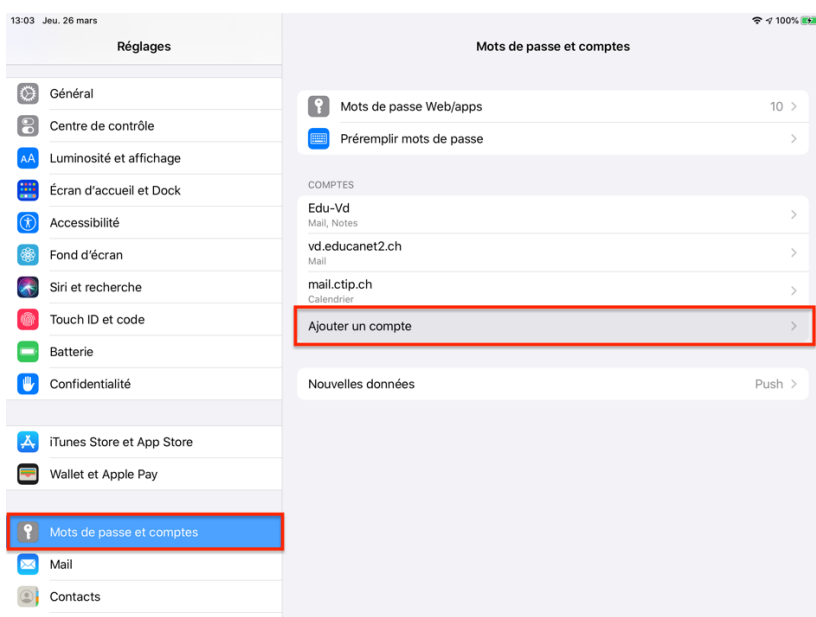 13:03 Jeu. 26 mars
100%
Réglages
Général
Centre de contrôle
AA
Luminosité et affichage
Écran d'accueil et Dock
Accessibilité
Fond d'écran
Siri et recherche
Touch ID et code
Batterie
Confidentialité
iTunes Store et App Store
Wallet et Apple Pay
Mots de passe et comptes
Mail
Contacts
Mots de passe et comptes
Mots de passe Web/apps 10
Préremplir mots de passe
COMPTES
Edu-Vd
Mail, Notes
vd.educanet2.ch
Mail
mail.ctip.ch
Calendrier
Ajouter un compte
Nouvelles données Push